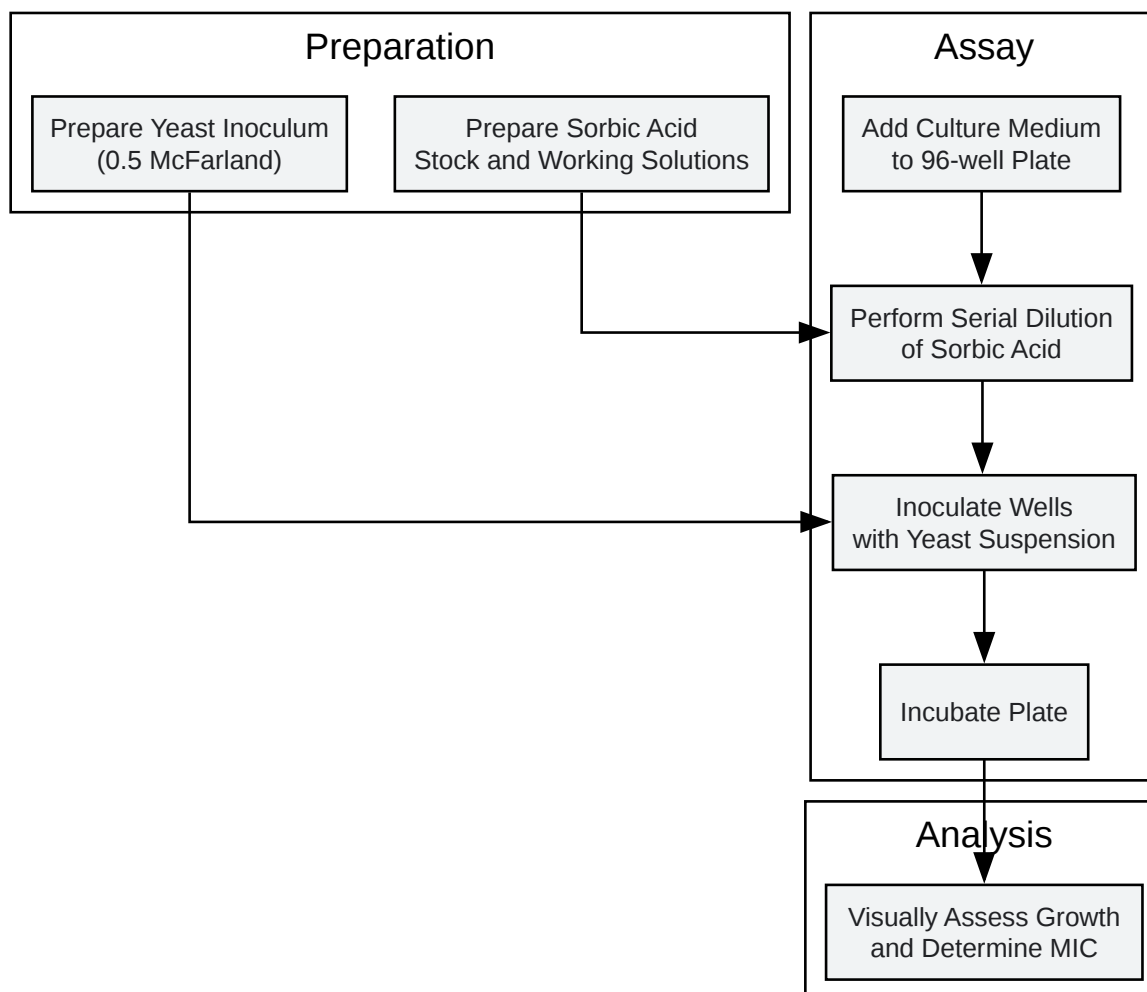 Preparation
Prepare Yeast Inoculum
(0.5 McFarland)
Prepare Sorbic Acid
Stock and Working Solutions
Assay
Add Culture Medium
to 96-well Plate
Perform Serial Dilution
of Sorbic Acid
Inoculate Wells
with Yeast Suspension
Incubate Plate
Analysis
Visually Assess Growth
and Determine MIC